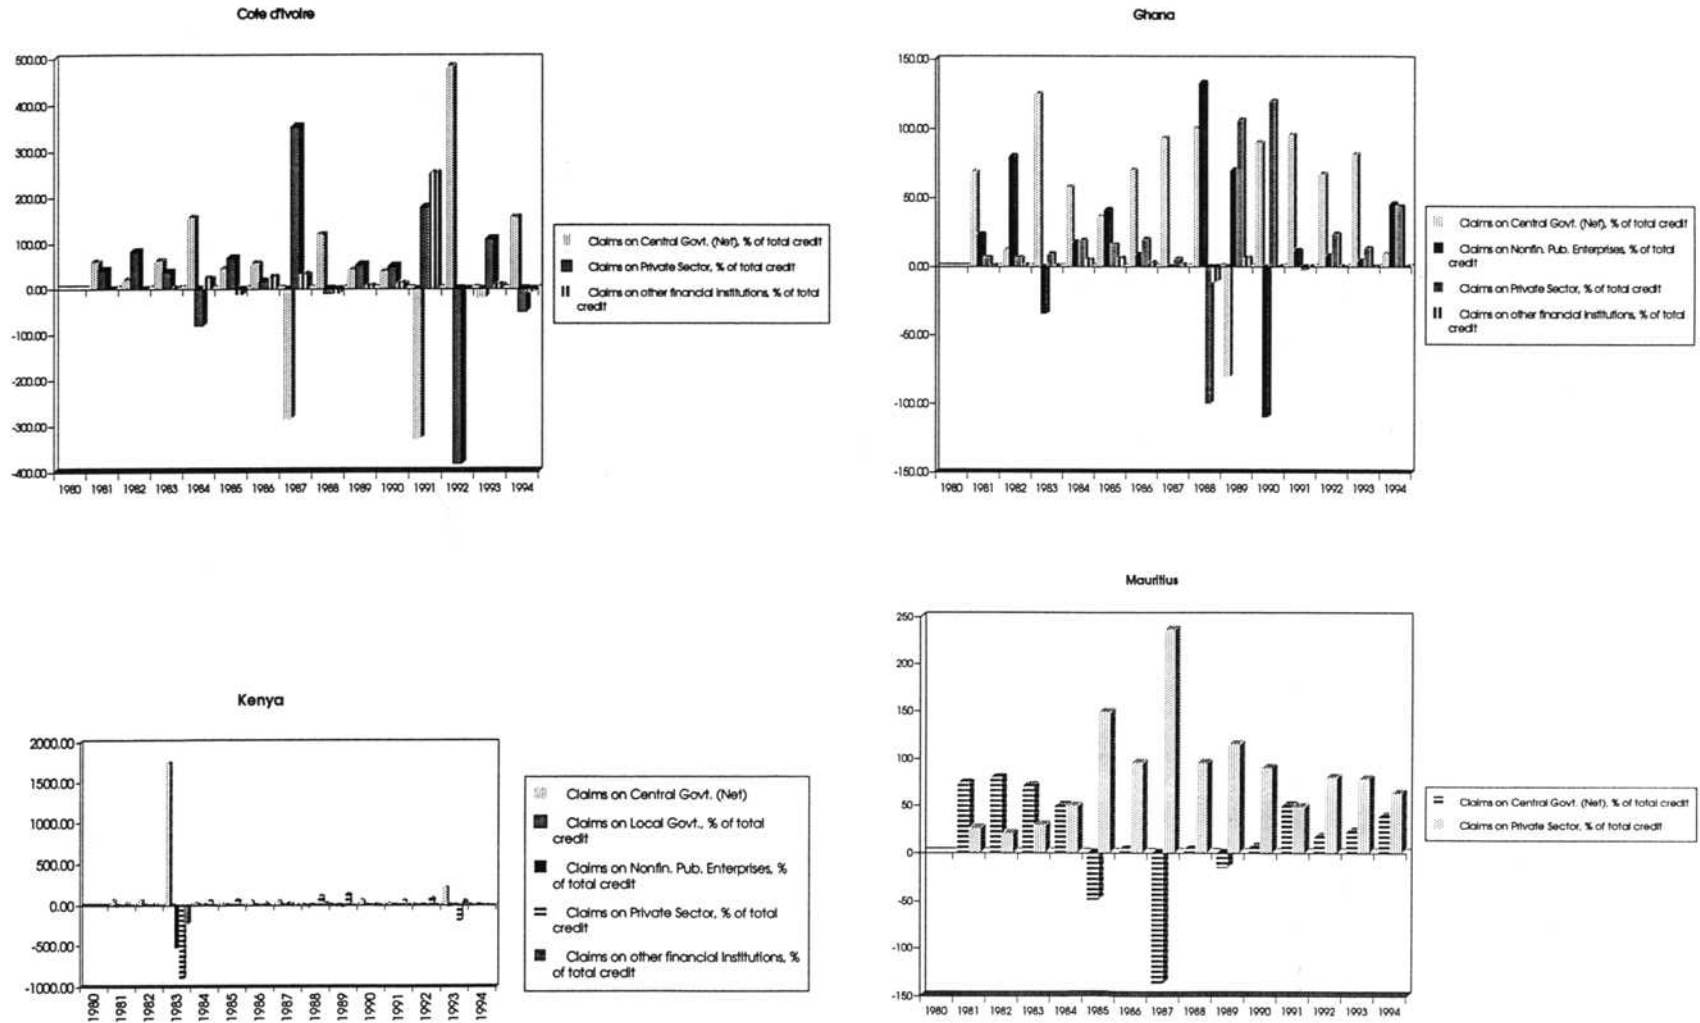 Cote d'Ivoire
500.00
400.00
300.00
200.00
100.00
0.00
-100.00
-200.00
-300.00
-400.00
1980 1981 1982 1983 1984 1985 1986 1987 1988 1989 1990 1991 1992 1993 1994
Claims on Central Govt. (Net), % of total credit
Claims on Private Sector, % of total credit
Claims on other financial Institutions, % of total
credit
Ghana
150.00
100.00
50.00
0.00
-50.00
-100.00
-150.00
1980 1981 1982 1983 1984 1985 1986 1987 1988 1989 1990 1991 1992 1993 1994
Claims on Central Govt. (Net), % of total credit
Claims on Nonfin. Pub. Enterprises, % of total
credit
Claims on Private Sector, % of total credit
Claims on other financial Institutions, % of total
credit
Kenya
2000.00
1500.00
1000.00
500.00
0.00
-500.00
-1000.00
1980 1981 1982 1983 1984 1985 1986 1987 1988 1989 1990 1991 1992 1993 1994
Claims on Central Govt. (Net)
Claims on Local Govt., % of total
credit
Claims on Nonfin. Pub. Enterprises, %
of total credit
Claims on Private Sector, % of total
credit
Claims on other financial Institutions, %
of total credit
Mauritius
250
200
150
100
50
0
-50
-100
-150
1980 1981 1982 1983 1984 1985 1986 1987 1988 1989 1990 1991 1992 1993 1994
Claims on Central Govt. (Net), % of total credit
Claims on Private Sector, % of total credit